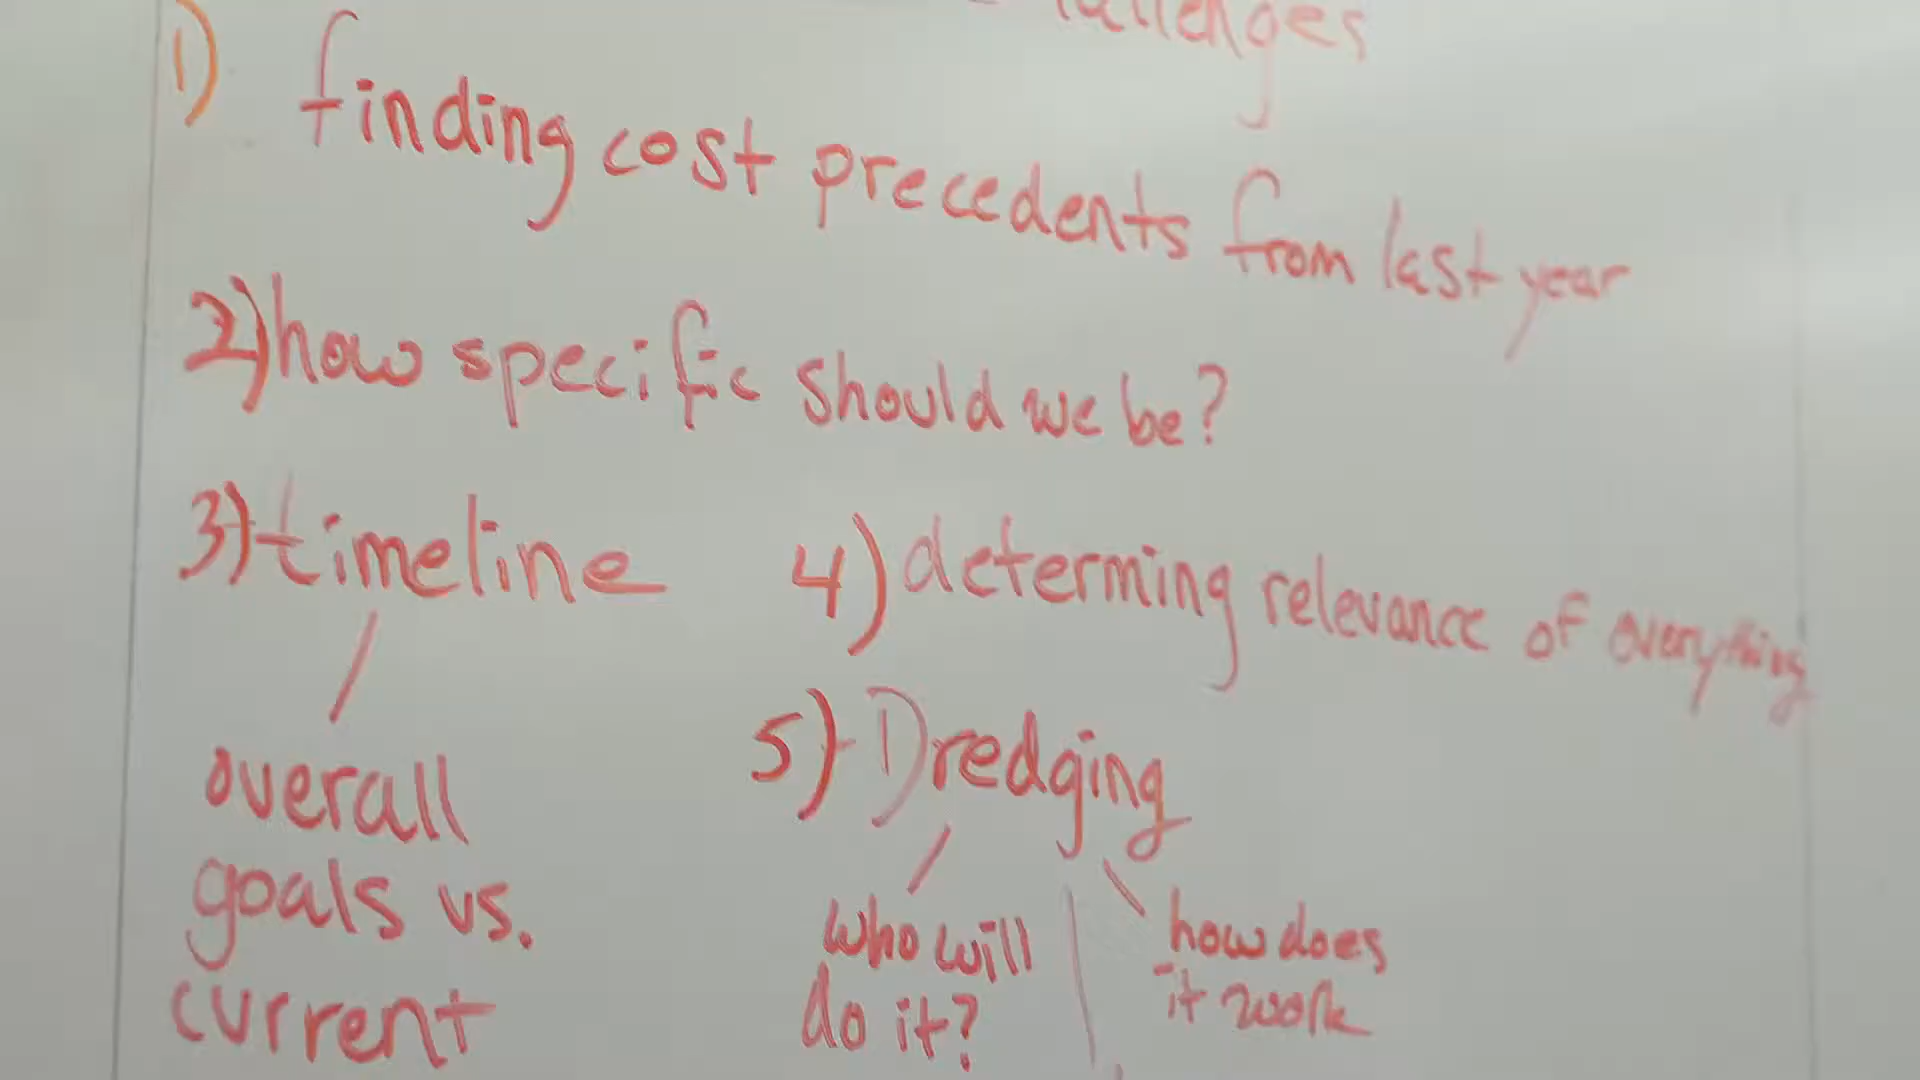 1) finding cost precedents from last year
2) how specific should we be?
3) timeline
overall
goals vs.
current
4) determing relevance of everything
5) Dredging
who will
do it?
how does
it work